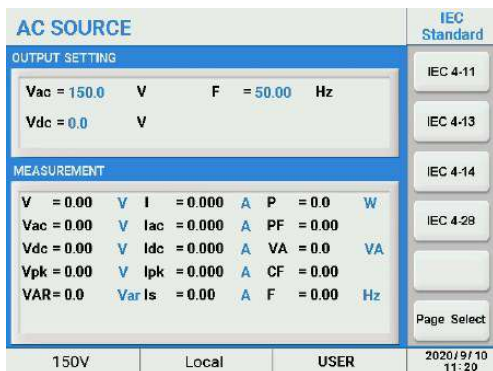 AC SOURCE
IEC
Standard
OUTPUT SETTING
Vac = 150.0 V F = 50.00 Hz
Vdc = 0.0 V
MEASUREMENT
V = 0.00 V I = 0.000 A P = 0.0 W
Vac = 0.00 V Iac = 0.000 A PF = 0.00
Vdc = 0.00 V Idc = 0.000 A VA = 0.0 VA
Vpk = 0.00 V Ipk = 0.000 A CF = 0.00
VAR= 0.0 Var Is = 0.00 A F = 0.00 Hz
IEC 4-11
IEC 4-13
IEC 4-14
IEC 4-28
Page Select
150V Local USER
2020/9/10
11:20